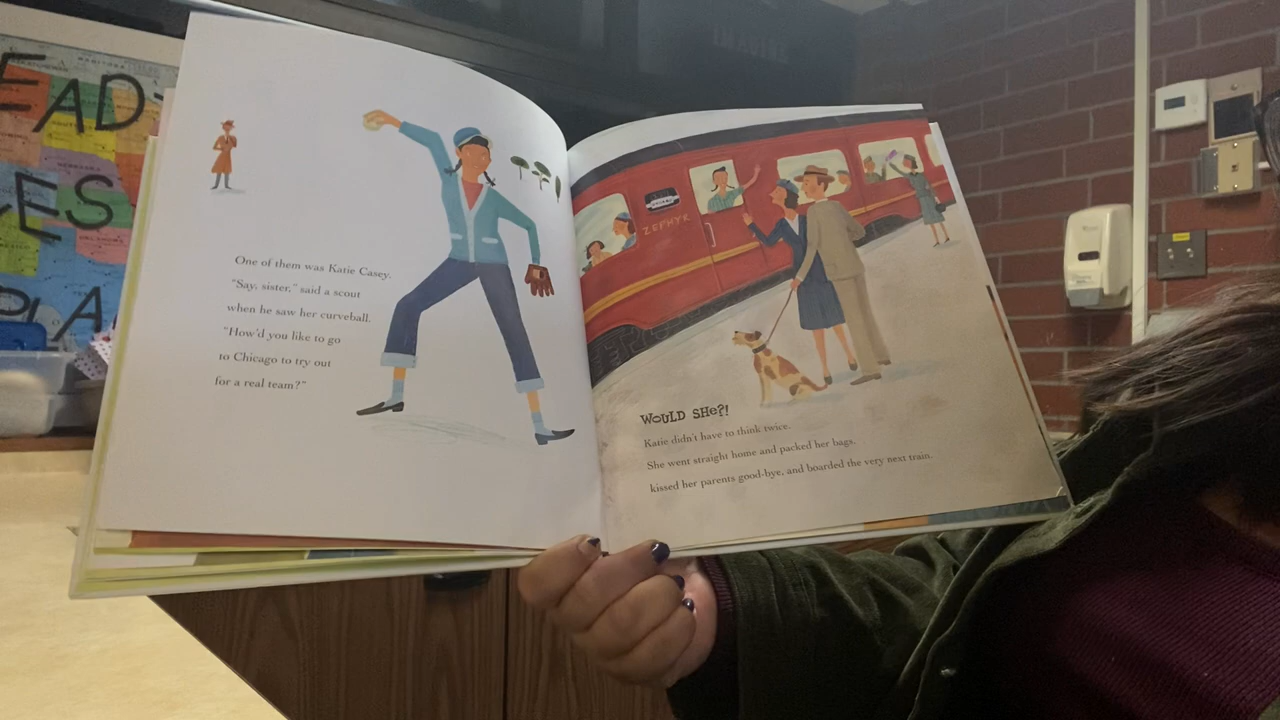 EAD-
ES
PLA
One of them was Katie Casey.
"Say, sister," said a scout
when he saw her curveball.
"How'd you like to go
to Chicago to try out
for a real team?"
ZEPHYR
WOULD SHe?!
Katie didn't have to think twice.
She went straight home and packed her bags,
kissed her parents good-bye, and boarded the very next train.